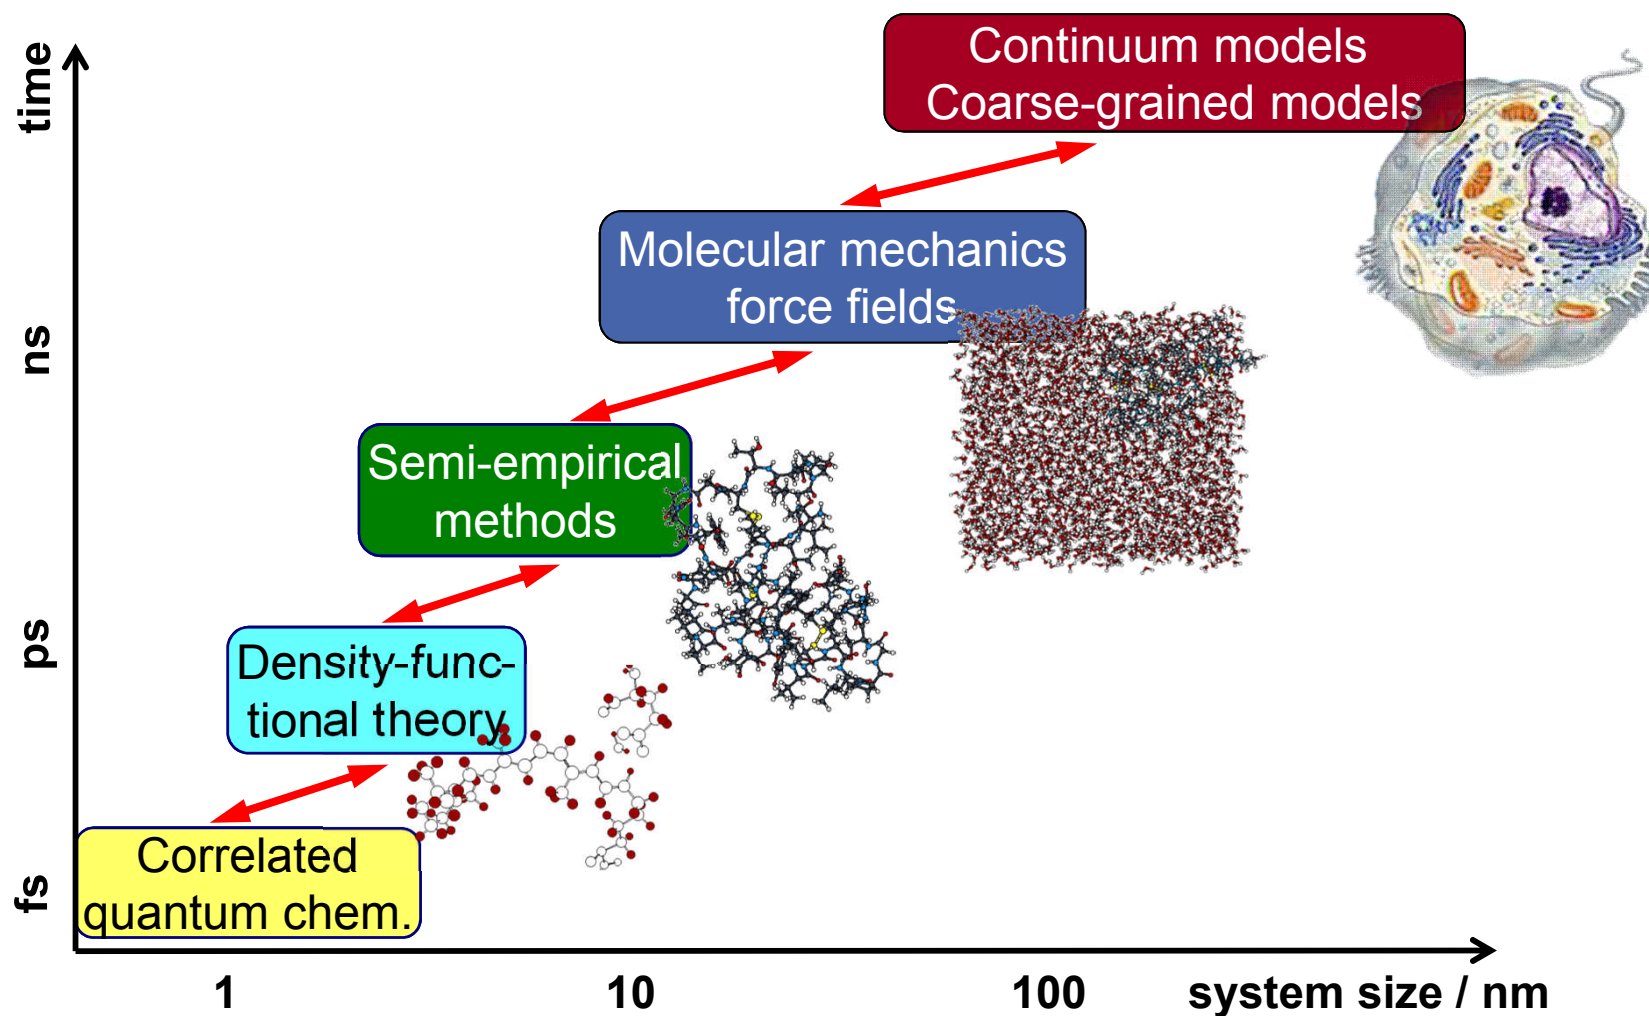 time
Continuum models
Coarse-grained models
Molecular mechanics
force fields
ns
Semi-empirical
methods
ps
Density-func-
tional theory
fs
Correlated
quantum chem.
1
10
100
system size / nm